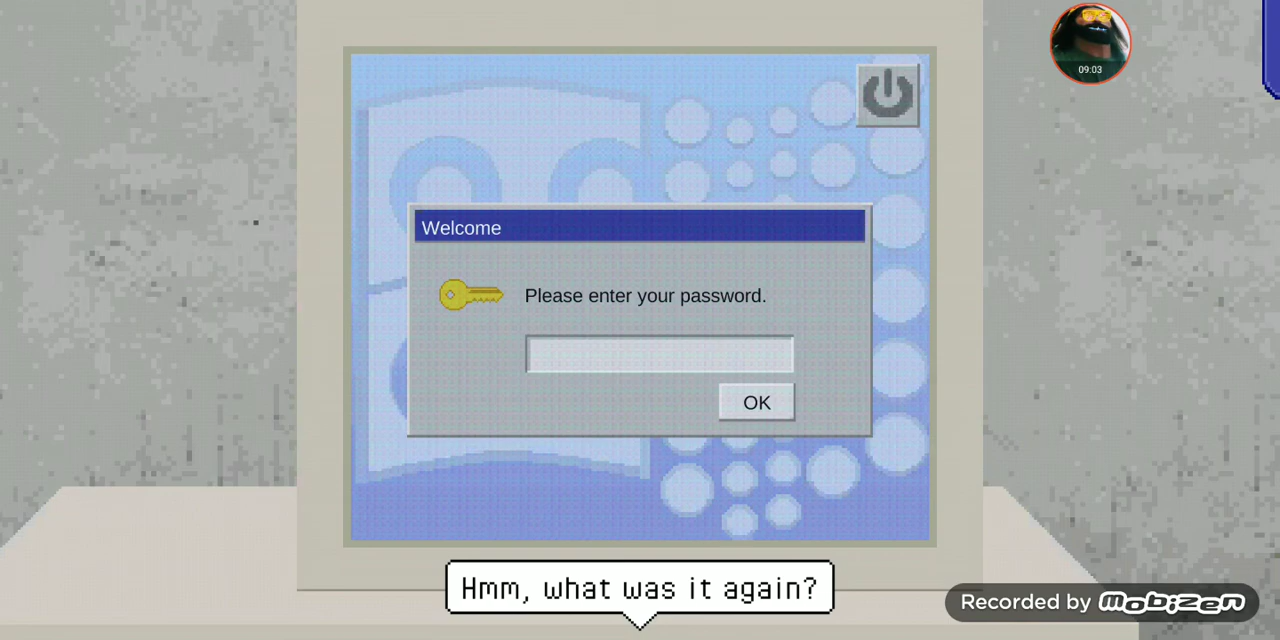 09:03
Welcome
Please enter your password.
OK
Hmm, what was it again?
Recorded by mobizen